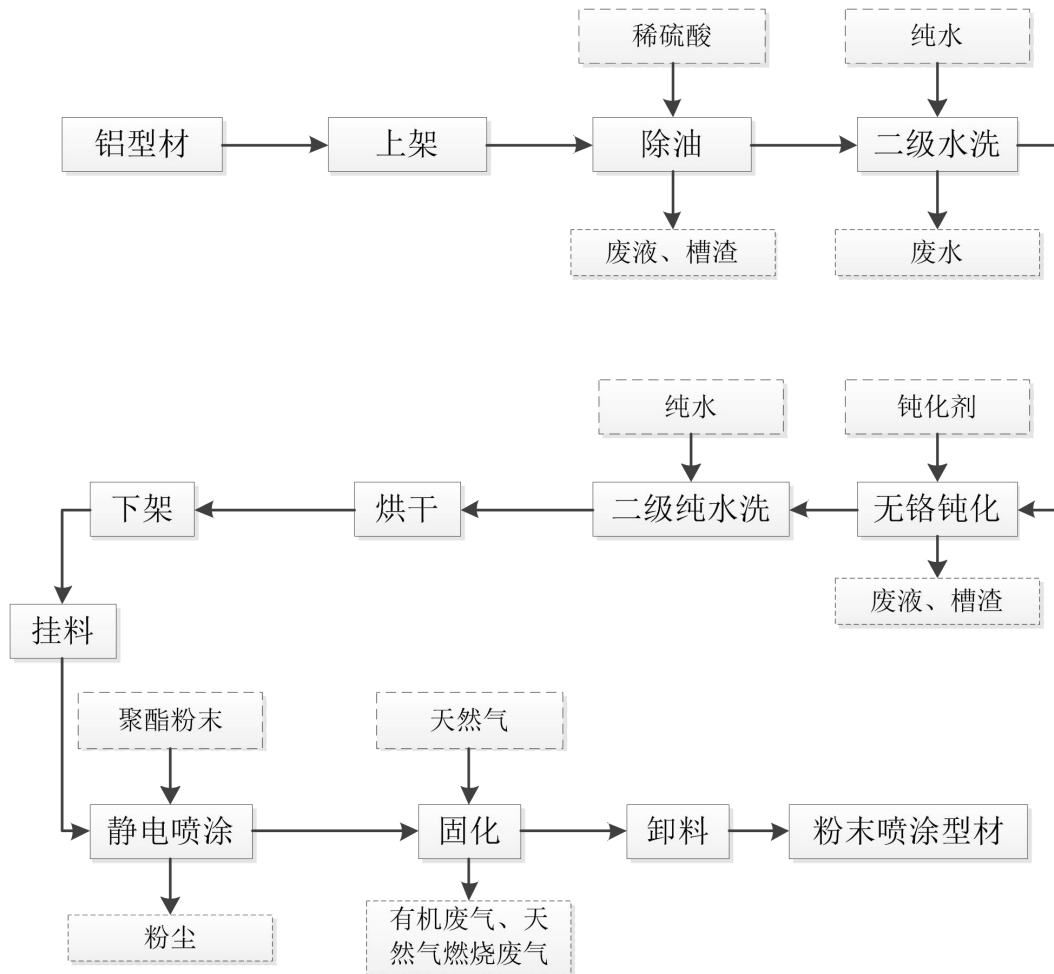 稀硫酸
纯水
铝型材
上架
除油
二级水洗
废液、槽渣
废水
纯水
钝化剂
下架
烘干
二级纯水洗
无铬钝化
废液、槽渣
挂料
聚酯粉末
天然气
静电喷涂
固化
卸料
粉末喷涂型材
粉尘
有机废气、天
然气燃烧废气